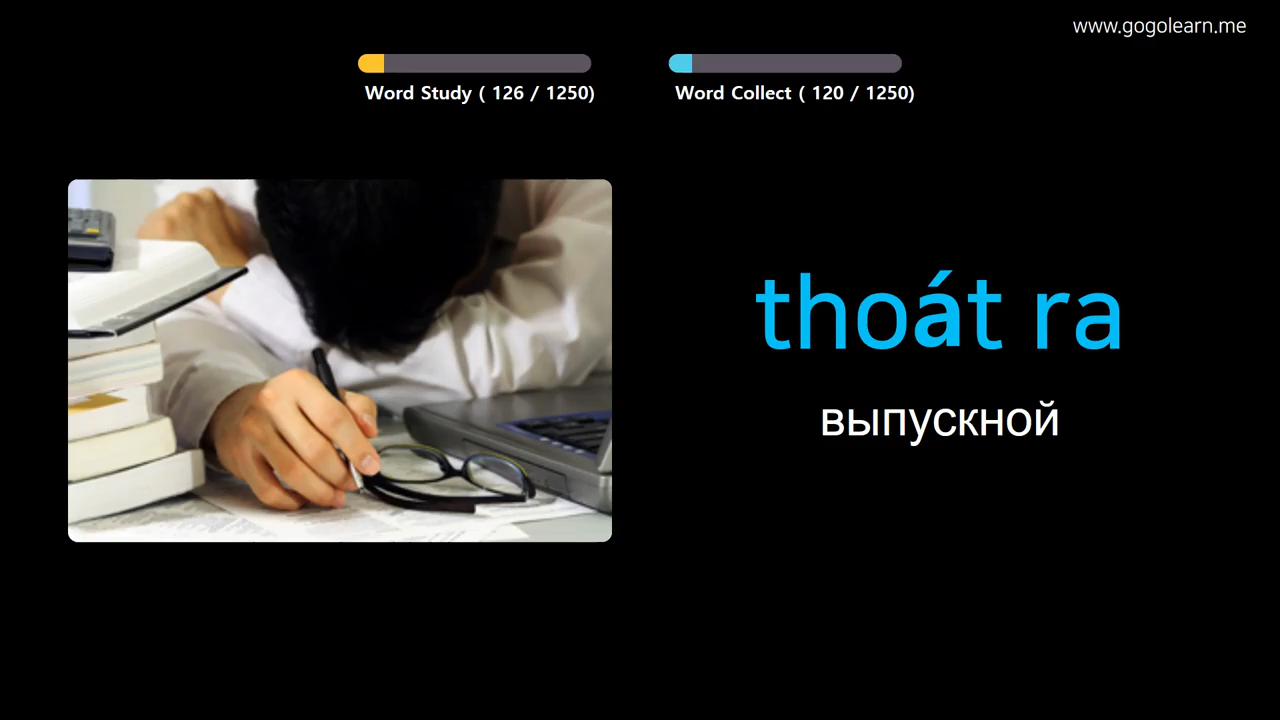 www.gogolearn.me
Word Study ( 126 / 1250)
Word Collect ( 120 / 1250)
thoát ra
выпускной